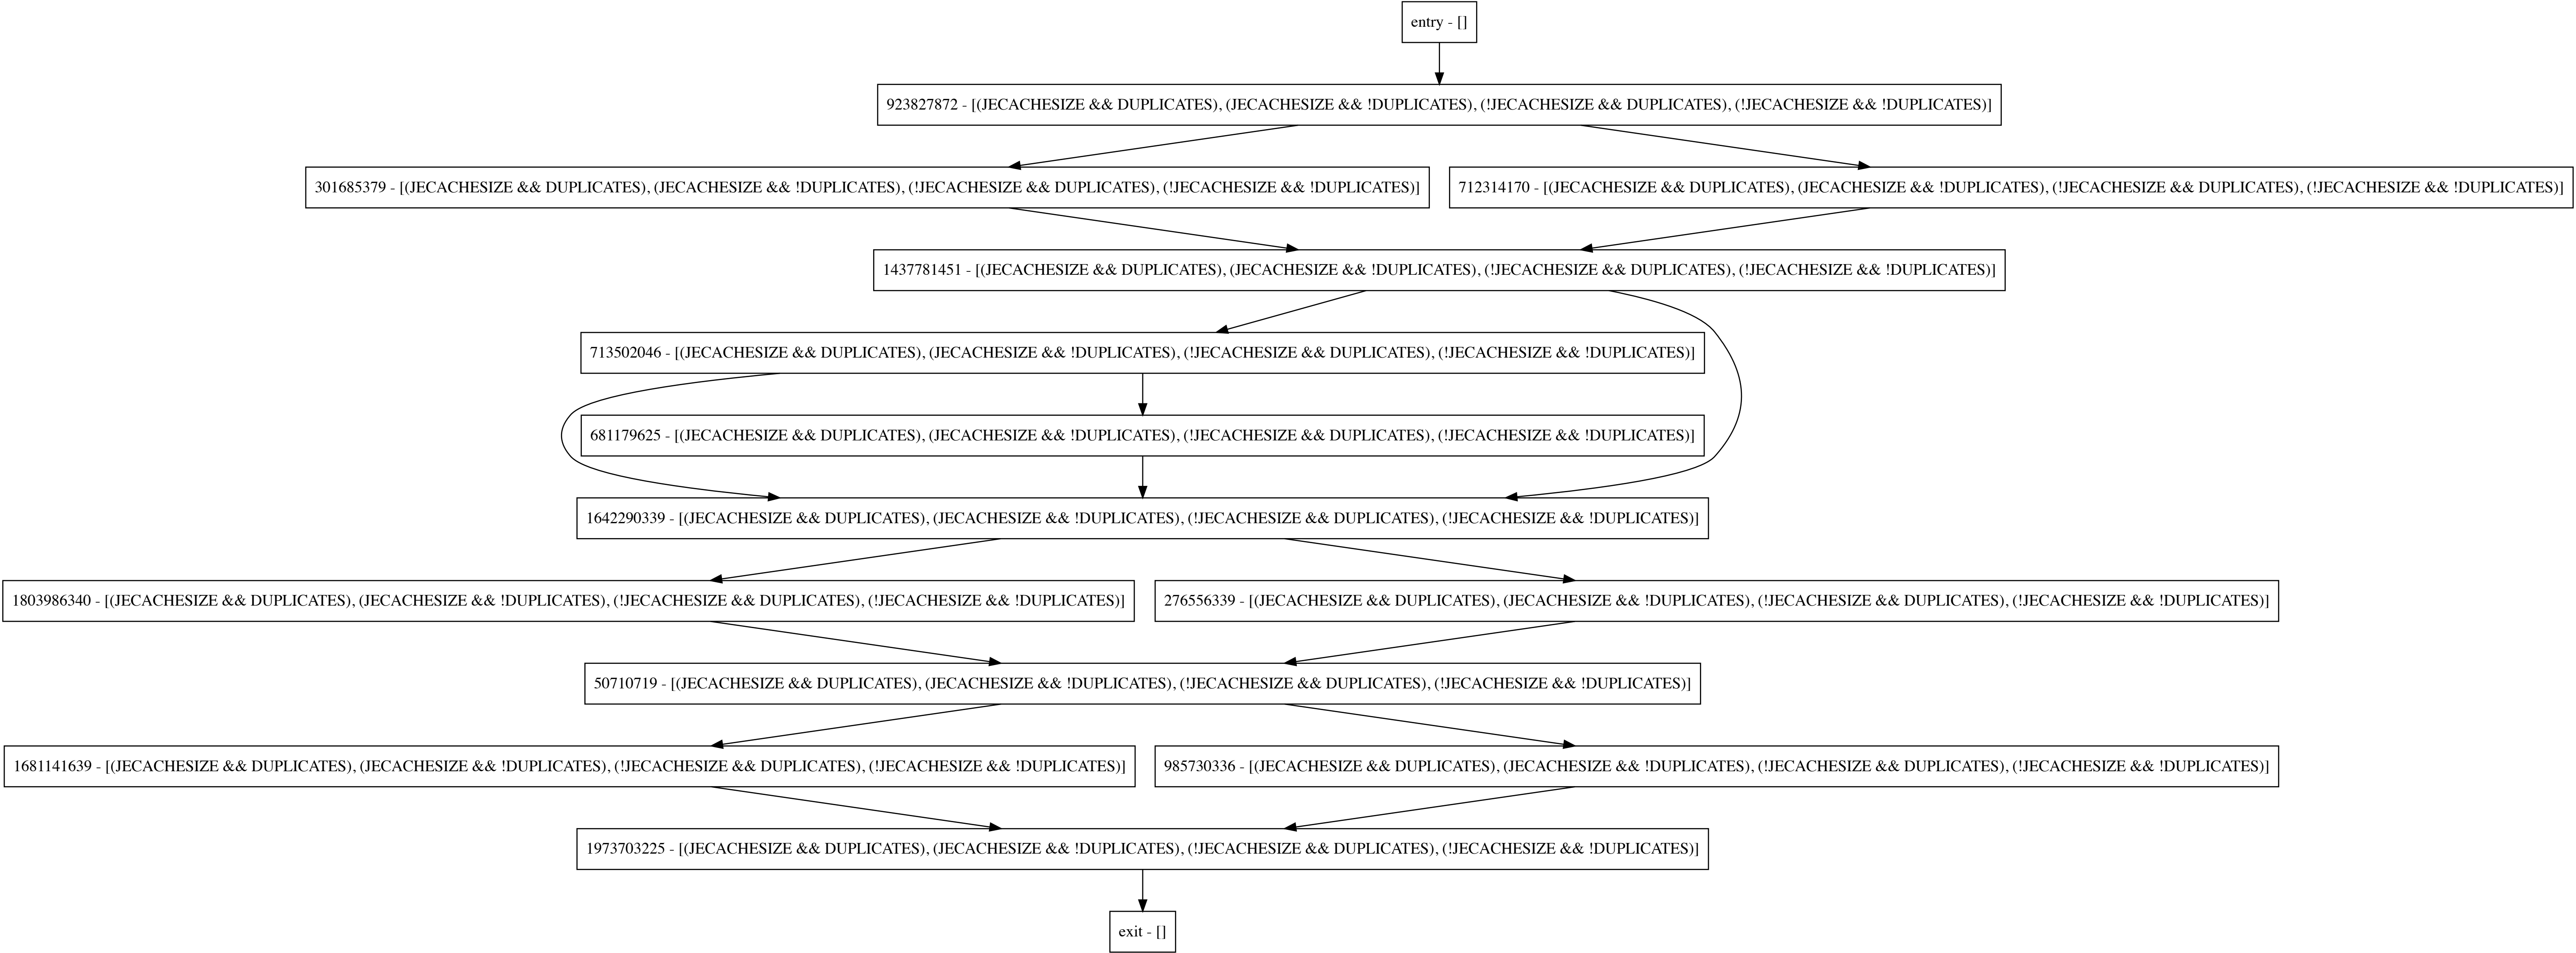 entry - []
923827872 - [(JECACHESIZE && DUPLICATES), (JECACHESIZE && !DUPLICATES), (!JECACHESIZE && DUPLICATES), (!JECACHESIZE && !DUPLICATES)]
301685379 - [(JECACHESIZE && DUPLICATES), (JECACHESIZE && !DUPLICATES), (!JECACHESIZE && DUPLICATES), (!JECACHESIZE && !DUPLICATES)]
712314170 - [(JECACHESIZE && DUPLICATES), (JECACHESIZE && !DUPLICATES), (!JECACHESIZE && DUPLICATES), (!JECACHESIZE && !DUPLICATES)]
1437781451 - [(JECACHESIZE && DUPLICATES), (JECACHESIZE && !DUPLICATES), (!JECACHESIZE && DUPLICATES), (!JECACHESIZE && !DUPLICATES)]
713502046 - [(JECACHESIZE && DUPLICATES), (JECACHESIZE && !DUPLICATES), (!JECACHESIZE && DUPLICATES), (!JECACHESIZE && !DUPLICATES)]
681179625 - [(JECACHESIZE && DUPLICATES), (JECACHESIZE && !DUPLICATES), (!JECACHESIZE && DUPLICATES), (!JECACHESIZE && !DUPLICATES)]
1642290339 - [(JECACHESIZE && DUPLICATES), (JECACHESIZE && !DUPLICATES), (!JECACHESIZE && DUPLICATES), (!JECACHESIZE && !DUPLICATES)]
1803986340 - [(JECACHESIZE && DUPLICATES), (JECACHESIZE && !DUPLICATES), (!JECACHESIZE && DUPLICATES), (!JECACHESIZE && !DUPLICATES)]
276556339 - [(JECACHESIZE && DUPLICATES), (JECACHESIZE && !DUPLICATES), (!JECACHESIZE && DUPLICATES), (!JECACHESIZE && !DUPLICATES)]
50710719 - [(JECACHESIZE && DUPLICATES), (JECACHESIZE && !DUPLICATES), (!JECACHESIZE && DUPLICATES), (!JECACHESIZE && !DUPLICATES)]
1681141639 - [(JECACHESIZE && DUPLICATES), (JECACHESIZE && !DUPLICATES), (!JECACHESIZE && DUPLICATES), (!JECACHESIZE && !DUPLICATES)]
985730336 - [(JECACHESIZE && DUPLICATES), (JECACHESIZE && !DUPLICATES), (!JECACHESIZE && DUPLICATES), (!JECACHESIZE && !DUPLICATES)]
1973703225 - [(JECACHESIZE && DUPLICATES), (JECACHESIZE && !DUPLICATES), (!JECACHESIZE && DUPLICATES), (!JECACHESIZE && !DUPLICATES)]
exit - []